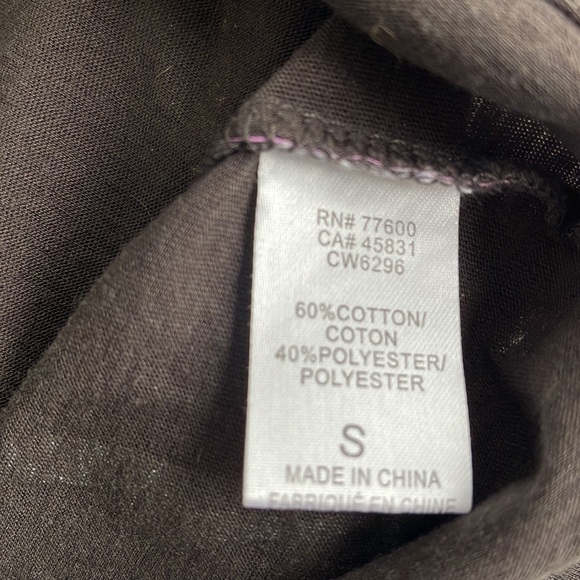 RN# 77600
CA# 45831
CW6296
60%COTTON/
COTON
40%POLYESTER/
POLYESTER
S
MADE IN CHINA
FABRIQUÉ EN CHINE